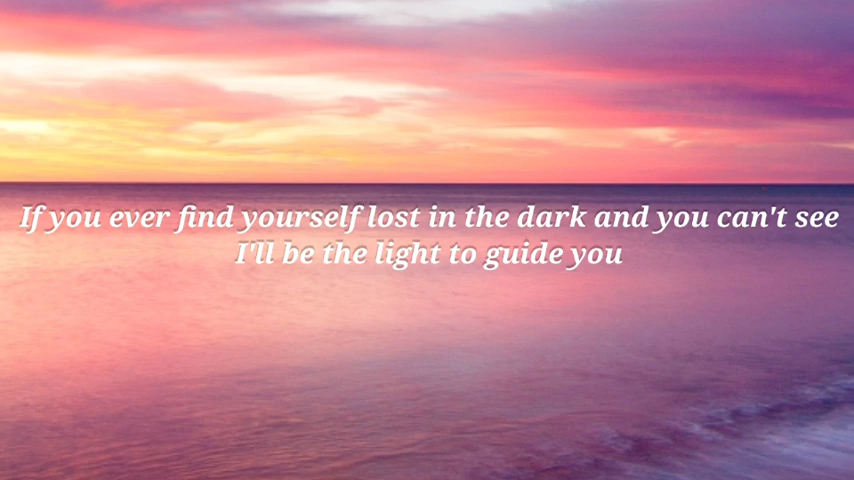 If you ever find yourself lost in the dark and you can't see
I'll be the light to guide you